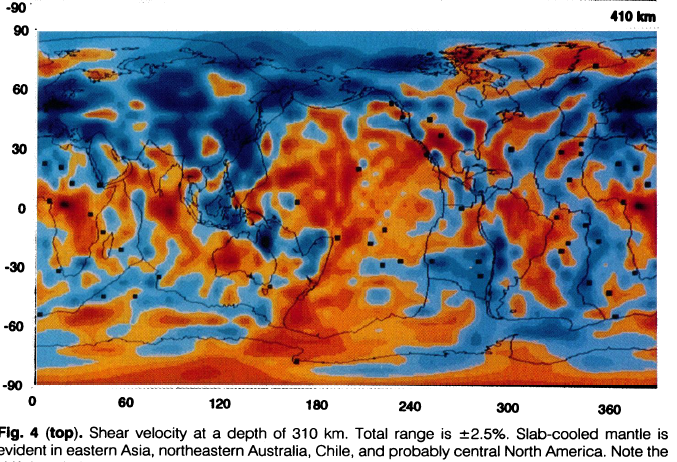 -90
410 km
90
60
30
0
-30
-60
-90
0 60 120 180 240 300 360
Fig. 4 (top). Shear velocity at a depth of 310 km. Total range is ±2.5%. Slab-cooled mantle is
evident in eastern Asia, northeastern Australia, Chile, and probably central North America. Note the